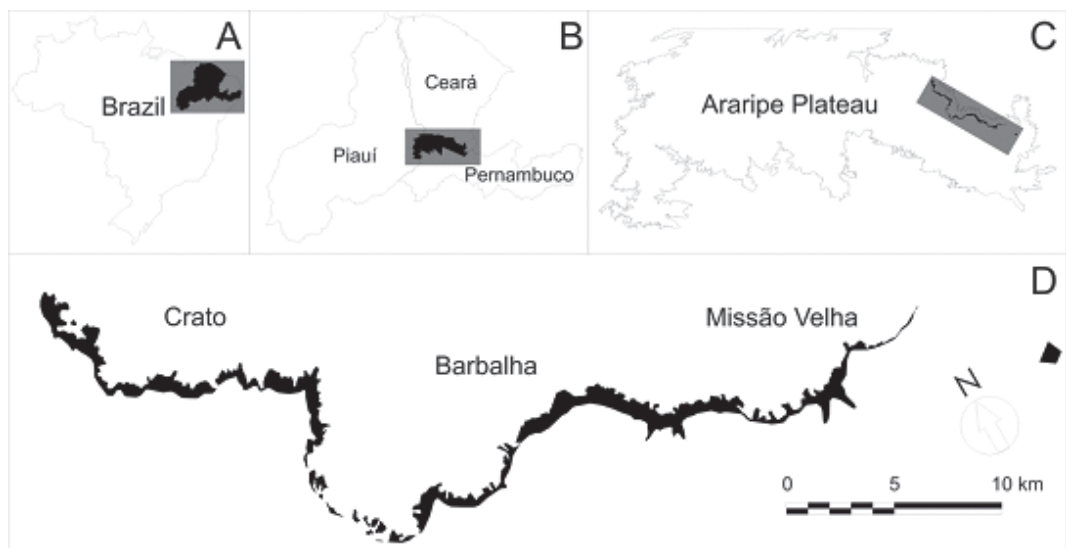 A
Brazil
B
Ceará
Piauí
Pernambuco
C
Araripe Plateau
D
Crato
Barbalha
Missão Velha
N
0 5 10 km